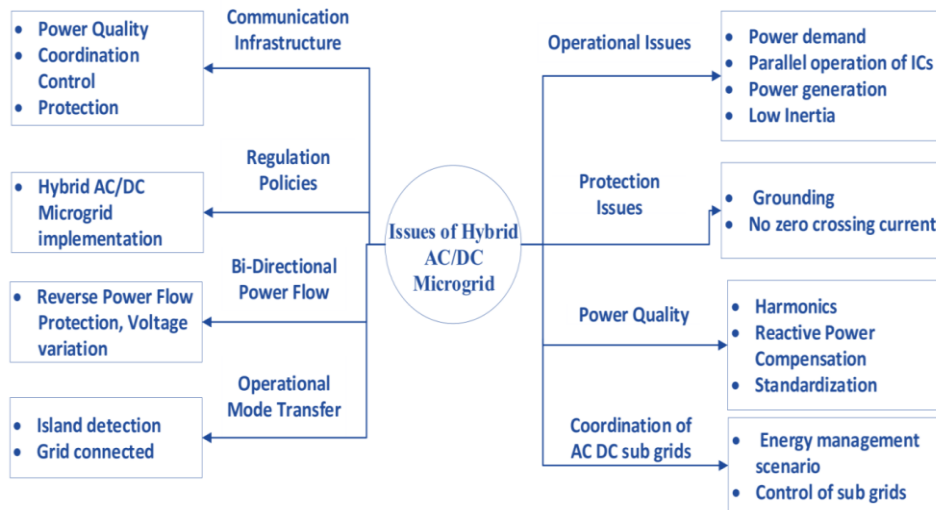 Communication
Infrastructure
• Power Quality
• Coordination
Control
• Protection
Regulation
Policies
• Hybrid AC/DC
Microgrid
implementation
Bi-Directional
Power Flow
• Reverse Power Flow
Protection, Voltage
variation
Operational
Mode Transfer
• Island detection
• Grid connected
Issues of Hybrid
AC/DC
Microgrid
Operational Issues
• Power demand
• Parallel operation of ICs
• Power generation
• Low Inertia
Protection
Issues
• Grounding
• No zero crossing current
Power Quality
• Harmonics
• Reactive Power
Compensation
• Standardization
Coordination of
AC DC sub grids
• Energy management
scenario
• Control of sub grids